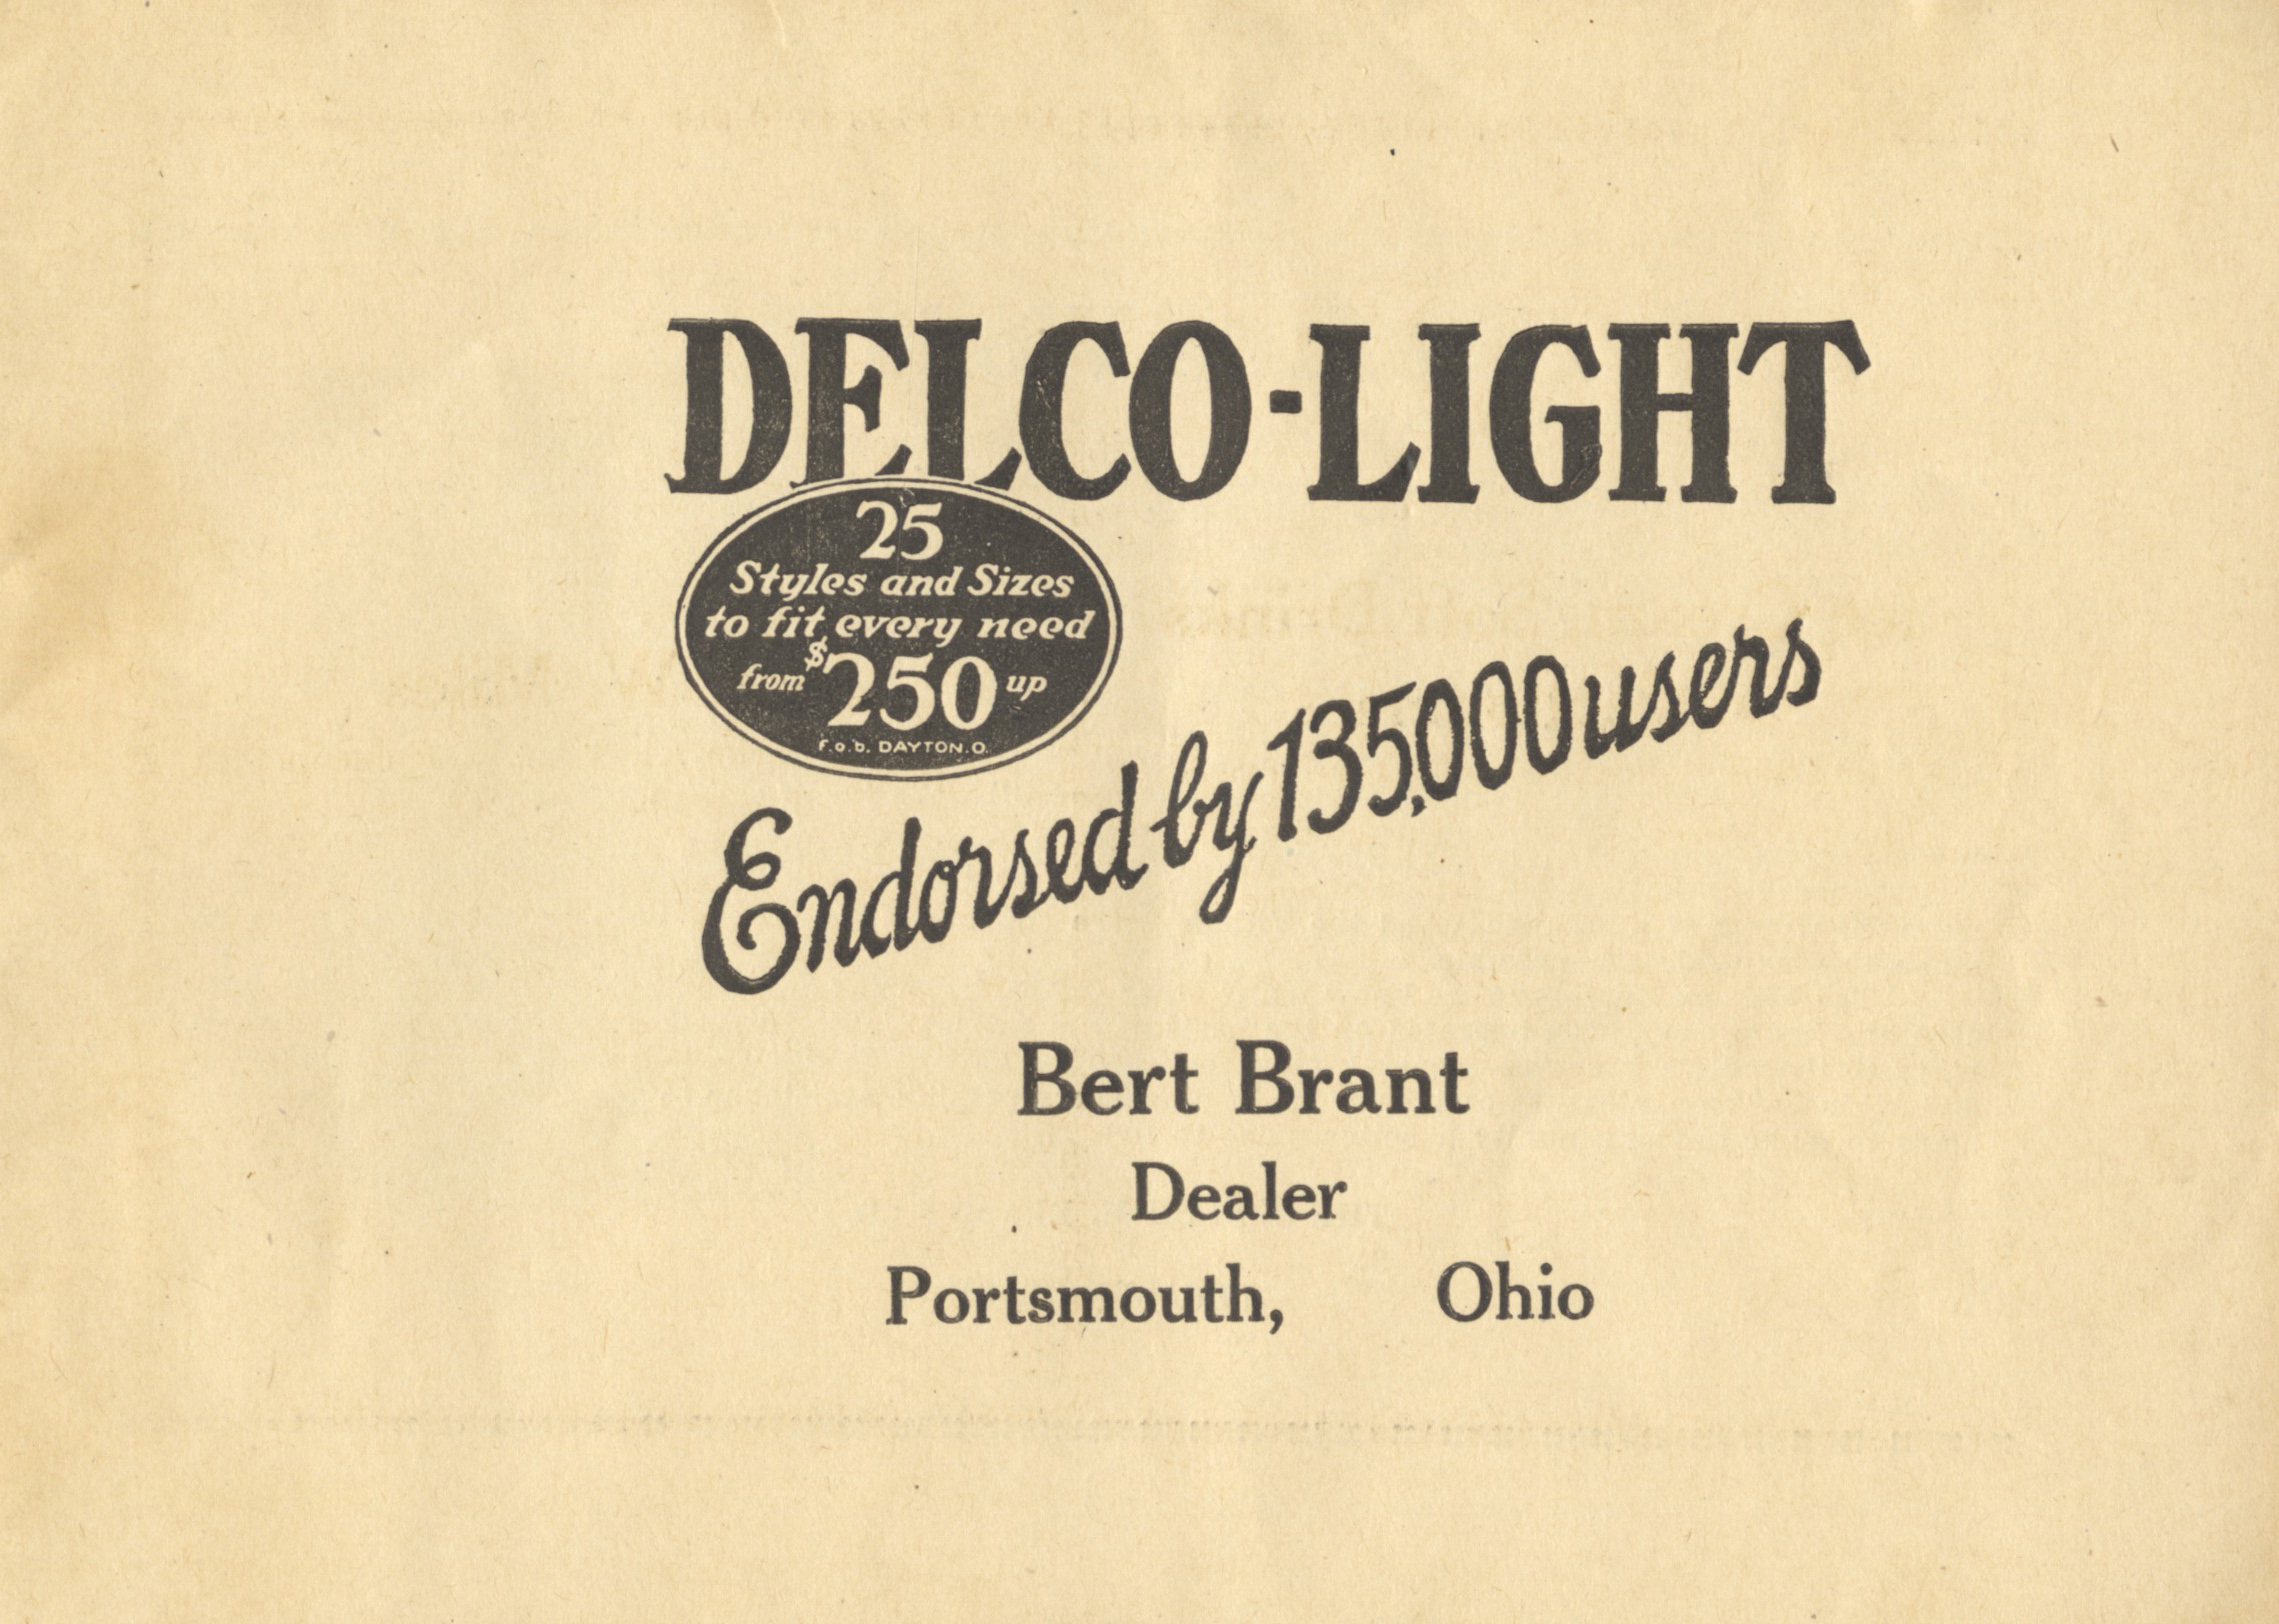 DELCO-LIGHT
25
Styles and Sizes
to fit every need
from $250 up
f.o.b. DAYTON.O.
Endorsed by 135,000 users
Bert Brant
Dealer
Portsmouth, Ohio